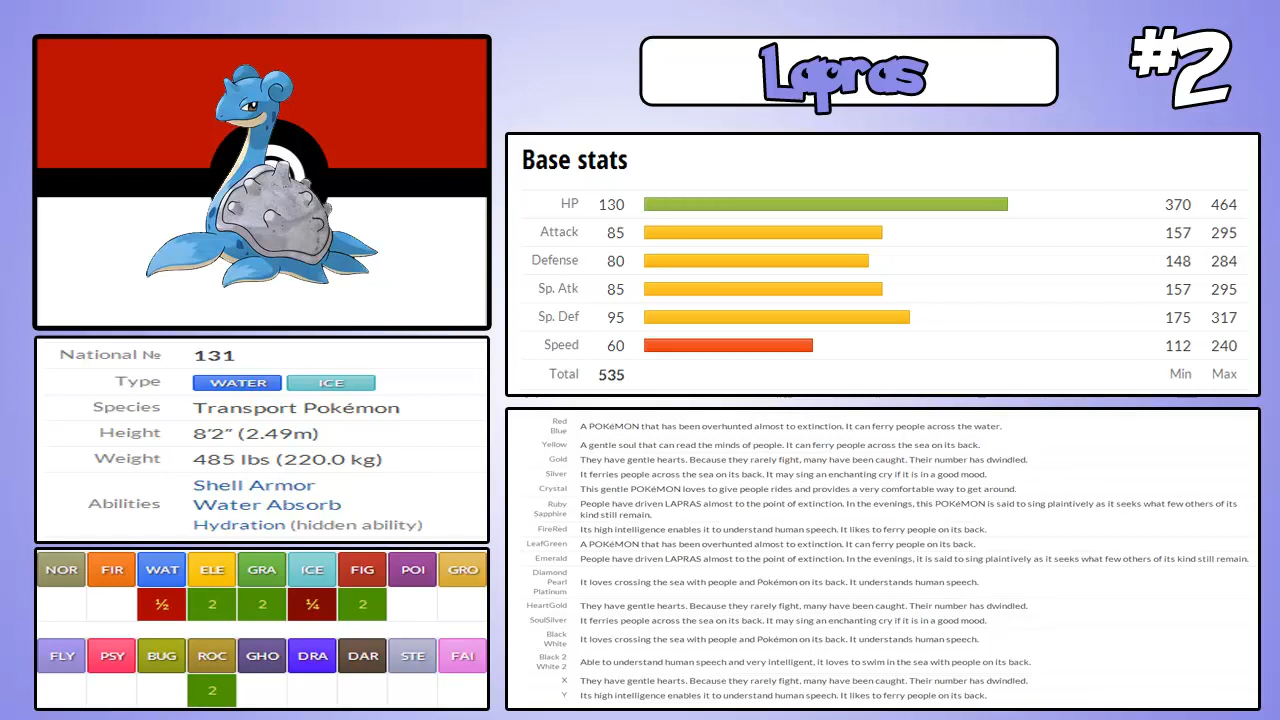 Lapras
#2
Base stats
HP 130 370 464
Attack 85 157 295
Defense 80 148 284
Sp. Atk 85 157 295
Sp. Def 95 175 317
Speed 60 112 240
Total 535 Min Max
National № 131
Type WATER ICE
Species Transport Pokémon
Height 8'2" (2.49m)
Weight 485 lbs (220.0 kg)
Abilities Shell Armor
Water Absorb
Hydration (hidden ability)
NOR FIR WAT ELE GRA ICE FIG POI GRO
½ 2 2 ¼ 2
FLY PSY BUG ROC GHO DRA DAR STE FAI
2
Red
Blue
A POKéMON that has been overhunted almost to extinction. It can ferry people across the water.
Yellow A gentle soul that can read the minds of people. It can ferry people across the sea on its back.
Gold They have gentle hearts. Because they rarely fight, many have been caught. Their number has dwindled.
Silver It ferries people across the sea on its back. It may sing an enchanting cry if it is in a good mood.
Crystal This gentle POKéMON loves to give people rides and provides a very comfortable way to get around.
Ruby
Sapphire
People have driven LAPRAS almost to the point of extinction. In the evenings, this POKéMON is said to sing plaintively as it seeks what few others of its
kind still remain.
FireRed Its high intelligence enables it to understand human speech. It likes to ferry people on its back.
LeafGreen A POKéMON that has been overhunted almost to extinction. It can ferry people on its back.
Emerald People have driven LAPRAS almost to the point of extinction. In the evenings, it is said to sing plaintively as it seeks what few others of its kind still remain.
Diamond
Pearl
Platinum
It loves crossing the sea with people and Pokémon on its back. It understands human speech.
HeartGold They have gentle hearts. Because they rarely fight, many have been caught. Their number has dwindled.
SoulSilver It ferries people across the sea on its back. It may sing an enchanting cry if it is in a good mood.
Black
White
It loves crossing the sea with people and Pokémon on its back. It understands human speech.
Black 2
White 2
Able to understand human speech and very intelligent, it loves to swim in the sea with people on its back.
X They have gentle hearts. Because they rarely fight, many have been caught. Their number has dwindled.
Y Its high intelligence enables it to understand human speech. It likes to ferry people on its back.